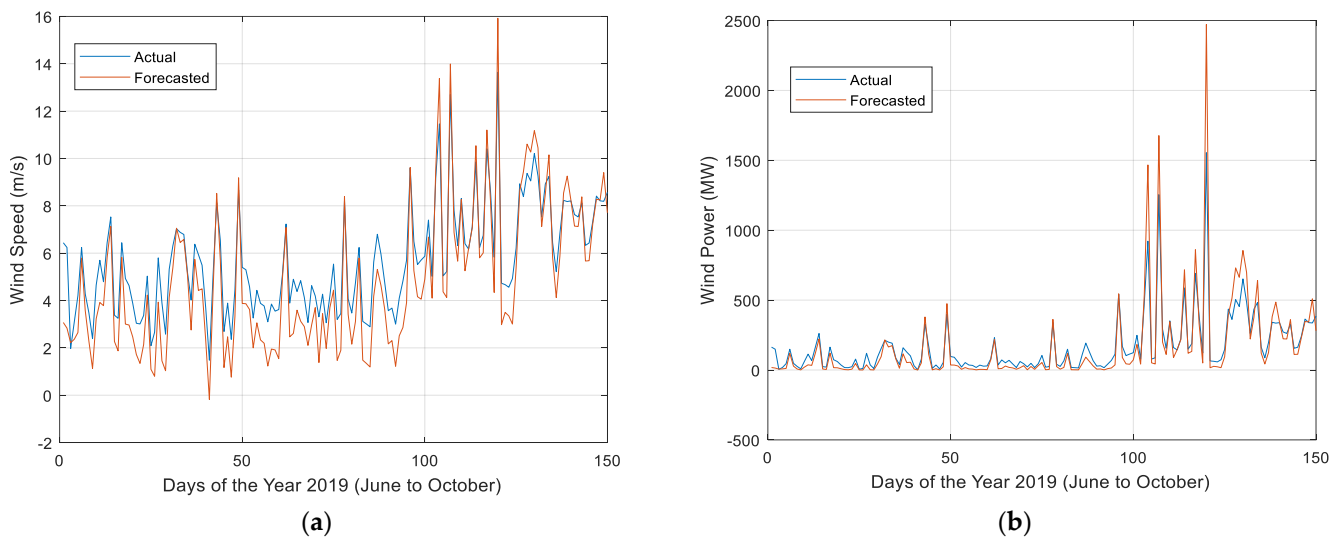 16
14
12
10
8
6
4
2
0
-2
Wind Speed (m/s)
Actual
Forecasted
0
50
100
150
Days of the Year 2019 (June to October)
(a)
2500
2000
1500
1000
500
0
-500
Wind Power (MW)
Actual
Forecasted
0
50
100
150
Days of the Year 2019 (June to October)
(b)